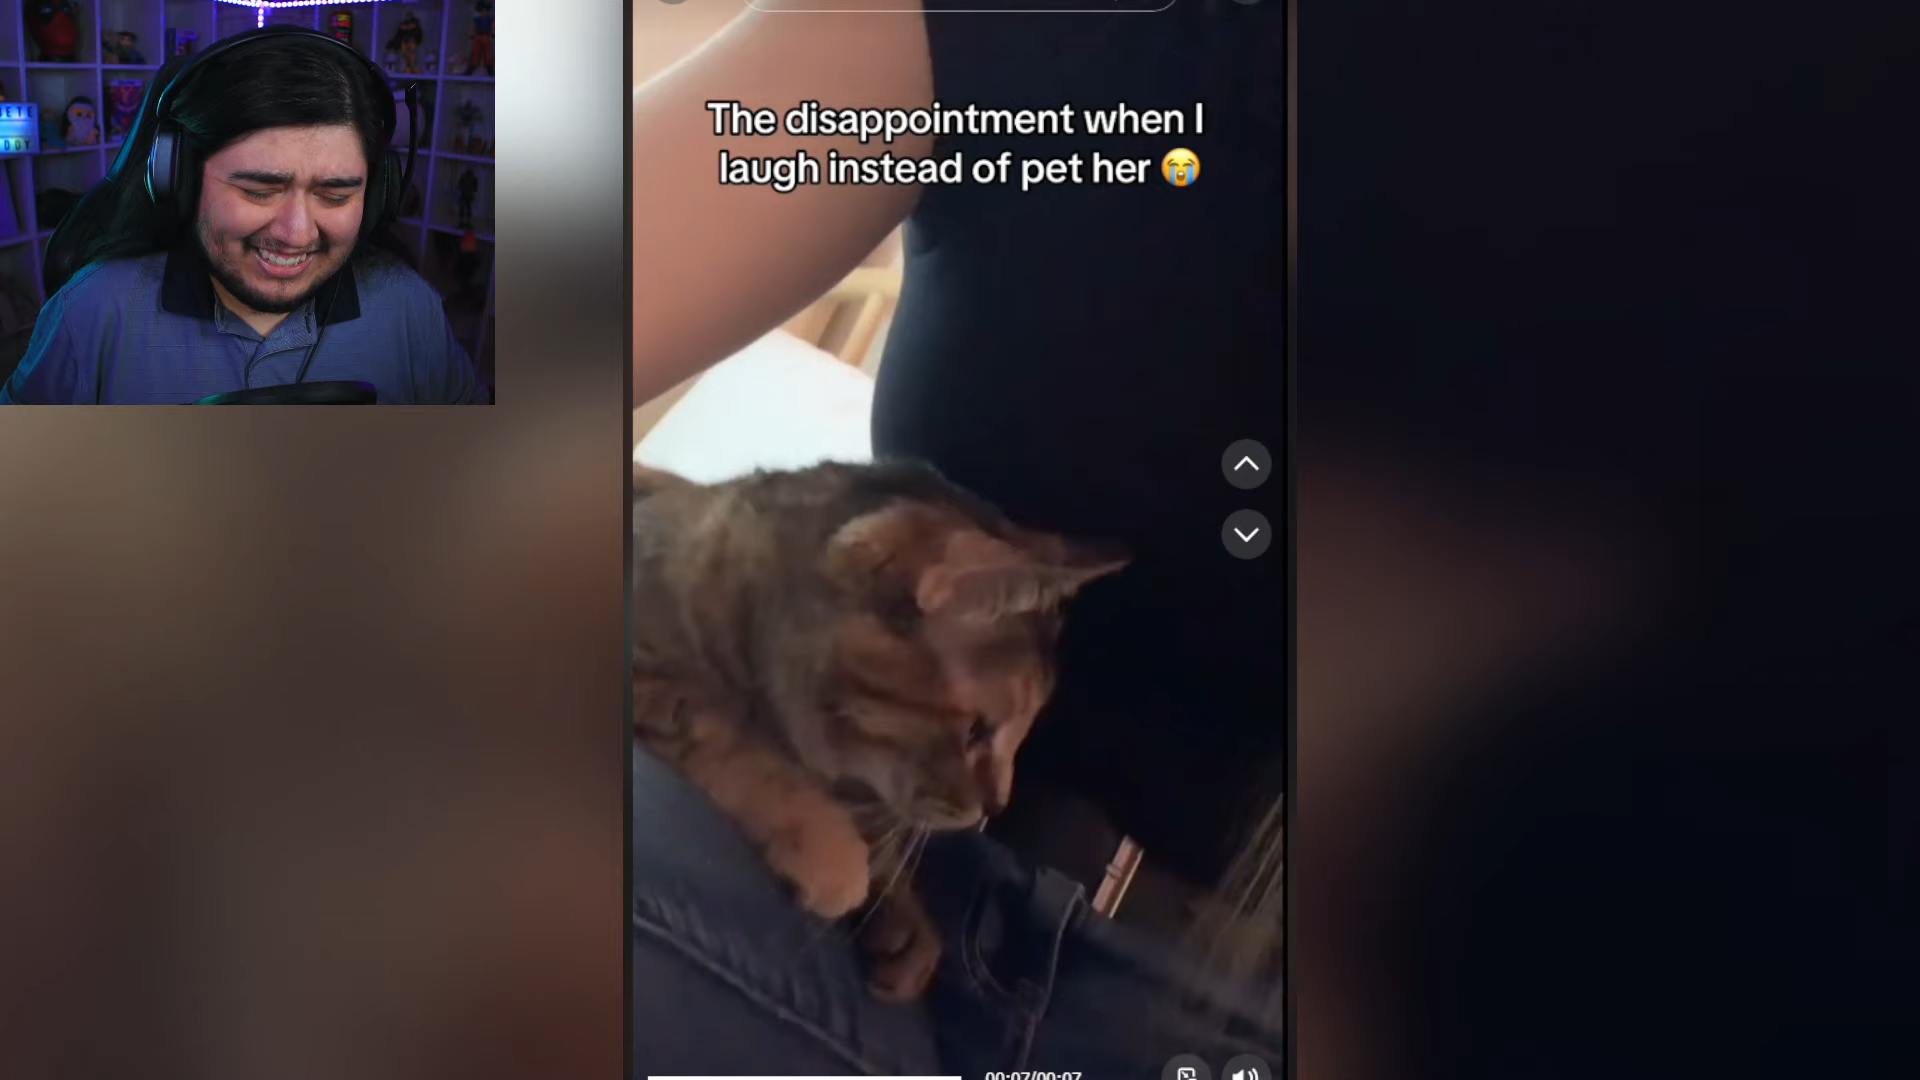 The disappointment when I
laugh instead of pet her 😭
00:07/00:07